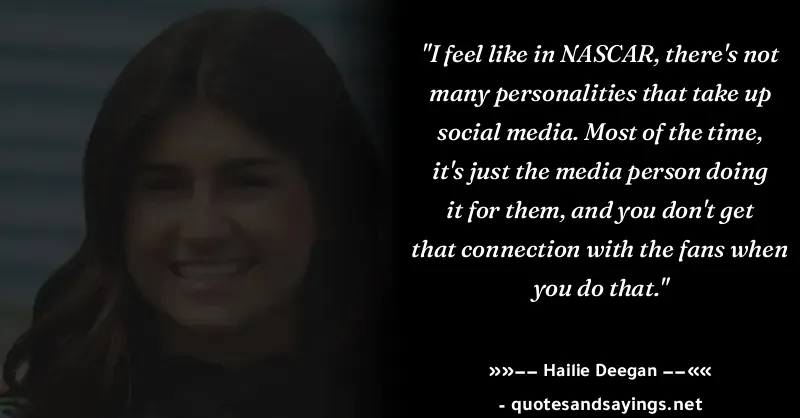 "I feel like in NASCAR, there's not
many personalities that take up
social media. Most of the time,
it's just the media person doing
it for them, and you don't get
that connection with the fans when
you do that."
»»–– Hailie Deegan ––««
- quotesandsayings.net